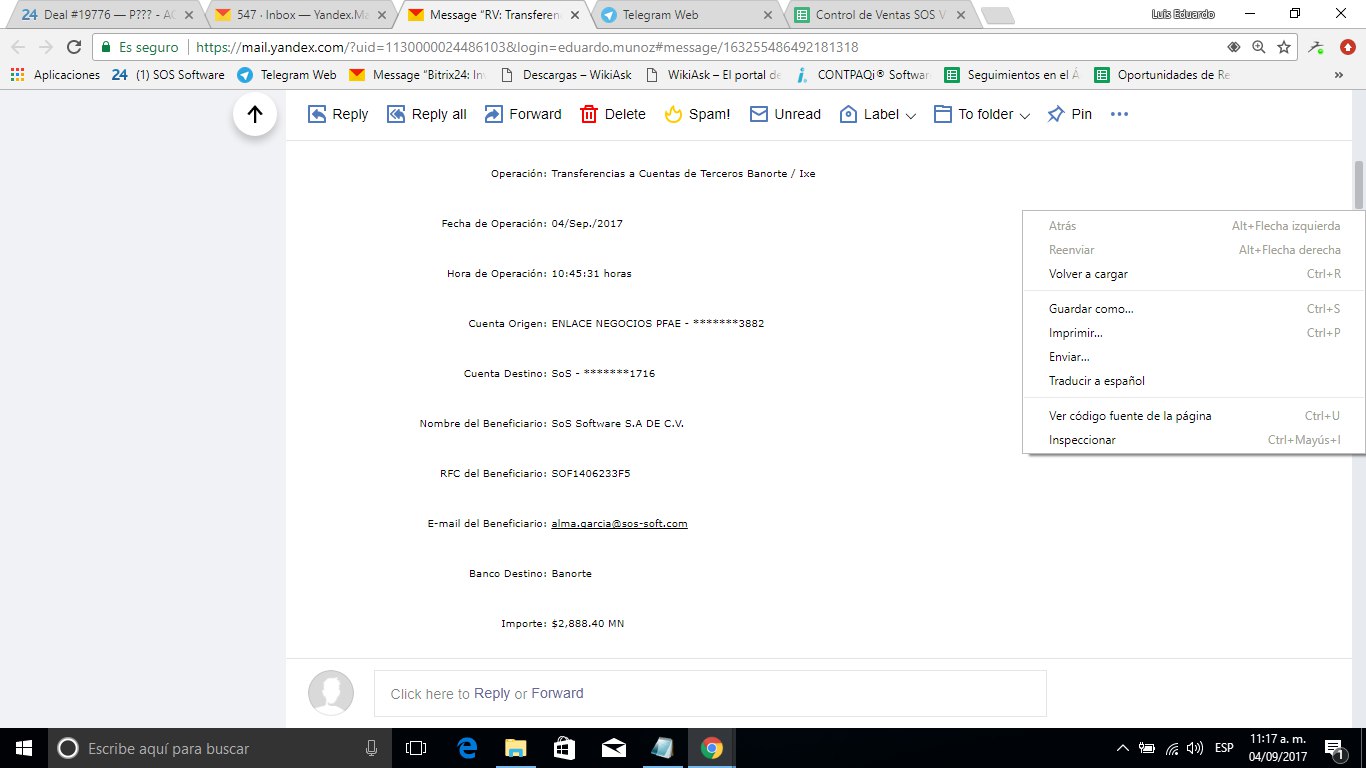 Deal #19776 — P??? - AC
547 · Inbox — Yandex.Ma
Message "RV: Transferenc
Telegram Web
Control de Ventas SOS V
Luis Eduardo
Es seguro
https://mail.yandex.com/?uid=1130000024486103&login=eduardo.munoz#message/163255486492181318
Aplicaciones
24 (1) SOS Software
Telegram Web
Message "Bitrix24: Inv
Descargas – WikiAsk
WikiAsk – El portal de
CONTPAQi® Softwar
Seguimientos en el Á
Oportunidades de Re
»
Reply
Reply all
Forward
Delete
Spam!
Unread
Label
To folder
Pin
Operación: Transferencias a Cuentas de Terceros Banorte / Ixe
Fecha de Operación: 04/Sep./2017
Hora de Operación: 10:45:31 horas
Cuenta Origen: ENLACE NEGOCIOS PFAE - *******3882
Cuenta Destino: SoS - *******1716
Nombre del Beneficiario: SoS Software S.A DE C.V.
RFC del Beneficiario: SOF1406233F5
E-mail del Beneficiario: alma.garcia@sos-soft.com
Banco Destino: Banorte
Importe: $2,888.40 MN
Atrás Alt+Flecha izquierda
Reenviar Alt+Flecha derecha
Volver a cargar Ctrl+R
Guardar como... Ctrl+S
Imprimir... Ctrl+P
Enviar...
Traducir a español
Ver código fuente de la página Ctrl+U
Inspeccionar Ctrl+Mayús+I
Click here to Reply or Forward
Escribe aquí para buscar
ESP
11:17 a. m.
04/09/2017
1